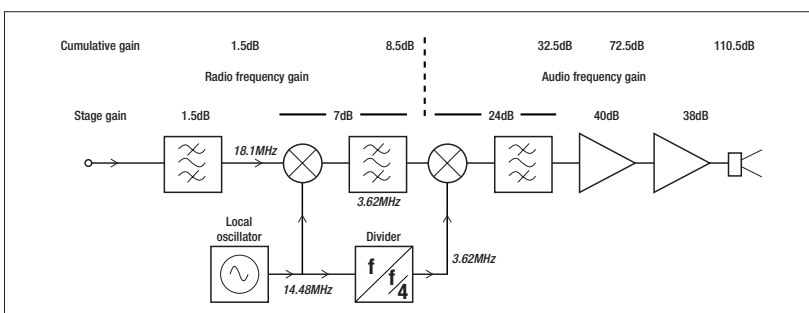 Cumulative gain 1.5dB 8.5dB 32.5dB 72.5dB 110.5dB
Radio frequency gain Audio frequency gain
Stage gain 1.5dB 7dB 24dB 40dB 38dB
18.1MHz
3.62MHz
Local
oscillator
Divider
3.62MHz
f
f/4
14.48MHz